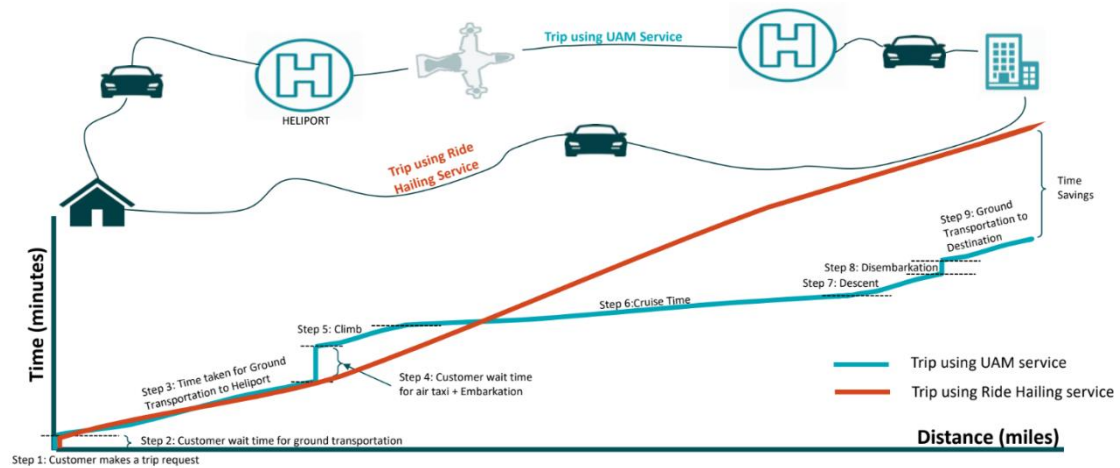 Trip using UAM Service
HELIPORT
Trip using Ride
Hailing Service
Time
Savings
Step 9: Ground
Transportation to
Destination
Step 8: Disembarkation
Step 7: Descent
Step 6:Cruise Time
Step 5: Climb
Step 4: Customer wait time
for air taxi + Embarkation
Step 3: Time taken for Ground
Transportation to Heliport
Step 2: Customer wait time for ground transportation
Step 1: Customer makes a trip request
Time (minutes)
Distance (miles)
Trip using UAM service
Trip using Ride Hailing service
H
H